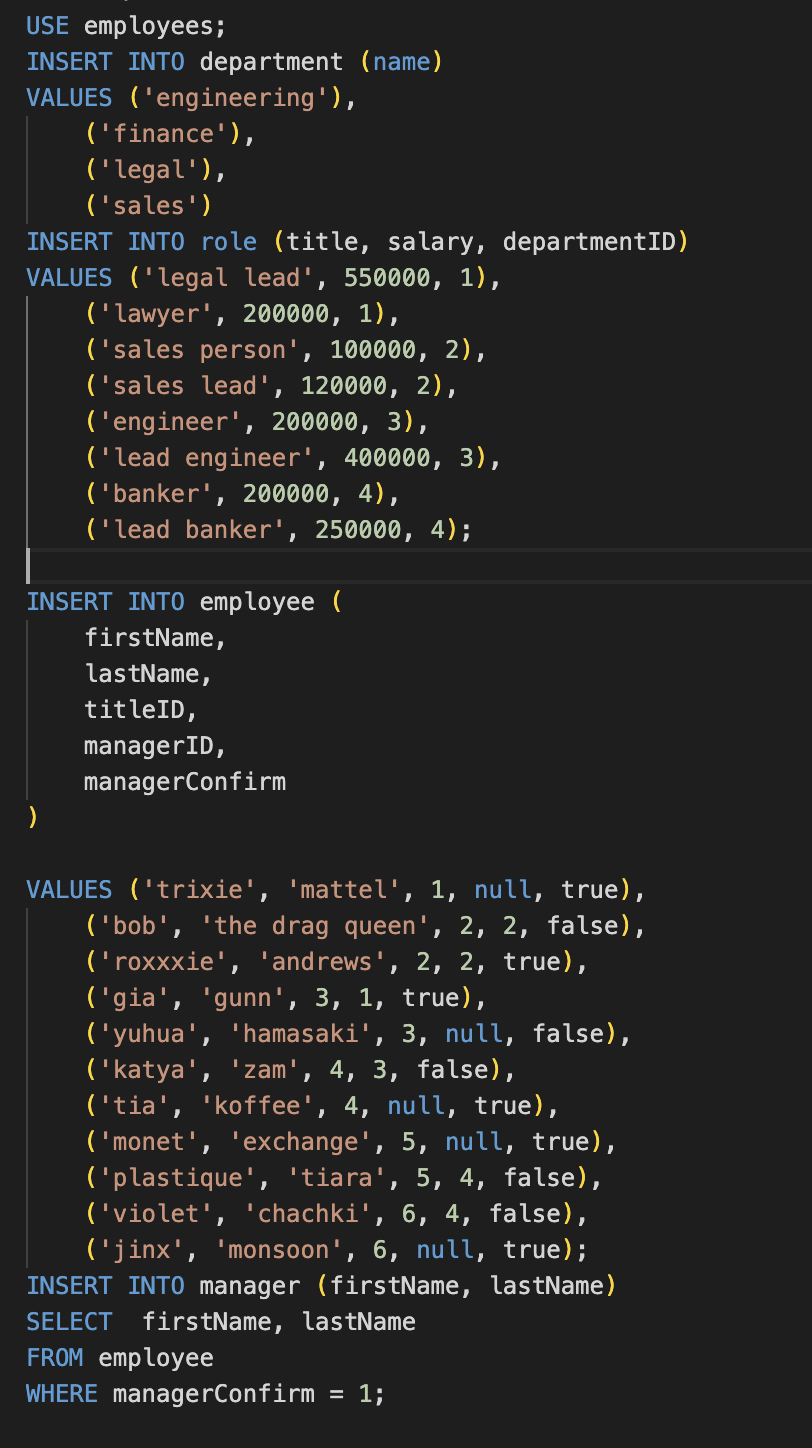 USE employees;
INSERT INTO department (name)
VALUES ('engineering'),
    ('finance'),
    ('legal'),
    ('sales')
INSERT INTO role (title, salary, departmentID)
VALUES ('legal lead', 550000, 1),
    ('lawyer', 200000, 1),
    ('sales person', 100000, 2),
    ('sales lead', 120000, 2),
    ('engineer', 200000, 3),
    ('lead engineer', 400000, 3),
    ('banker', 200000, 4),
    ('lead banker', 250000, 4);
INSERT INTO employee (
    firstName,
    lastName,
    titleID,
    managerID,
    managerConfirm
)
VALUES ('trixie', 'mattel', 1, null, true),
    ('bob', 'the drag queen', 2, 2, false),
    ('roxxxie', 'andrews', 2, 2, true),
    ('gia', 'gunn', 3, 1, true),
    ('yuhua', 'hamasaki', 3, null, false),
    ('katya', 'zam', 4, 3, false),
    ('tia', 'koffee', 4, null, true),
    ('monet', 'exchange', 5, null, true),
    ('plastique', 'tiara', 5, 4, false),
    ('violet', 'chachki', 6, 4, false),
    ('jinx', 'monsoon', 6, null, true);
INSERT INTO manager (firstName, lastName)
SELECT  firstName, lastName
FROM employee
WHERE managerConfirm = 1;